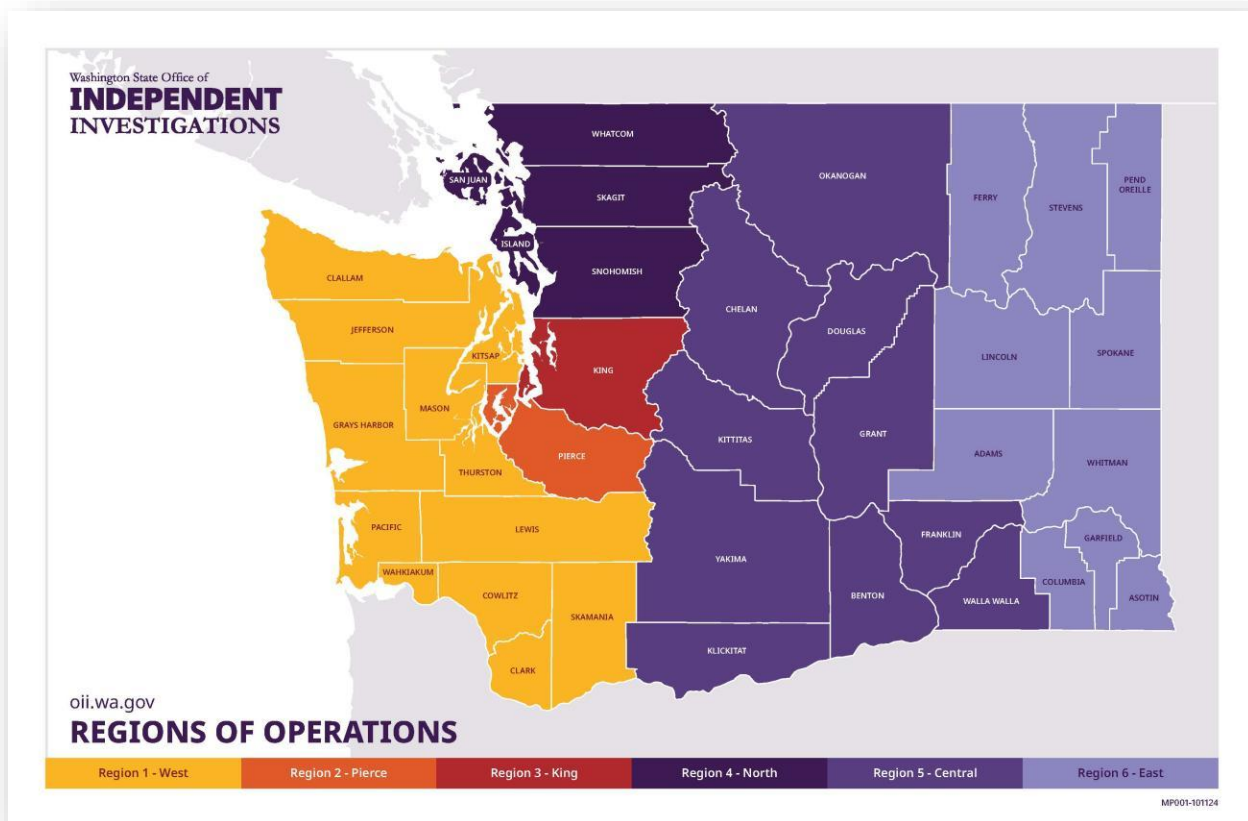 Washington State Office of
INDEPENDENT
INVESTIGATIONS
WHATCOM
SAN JUAN
SKAGIT
ISLAND
SNOHOMISH
OKANOGAN
FERRY
STEVENS
PEND
OREILLE
CLALLAM
JEFFERSON
KITSAP
MASON
GRAYS HARBOR
THURSTON
PACIFIC
LEWIS
WAHKIAKUM
COWLITZ
SKAMANIA
CLARK
KING
PIERCE
CHELAN
DOUGLAS
KITTITAS
GRANT
YAKIMA
KLICKITAT
BENTON
FRANKLIN
WALLA WALLA
LINCOLN
SPOKANE
ADAMS
WHITMAN
COLUMBIA
GARFIELD
ASOTIN
oii.wa.gov
REGIONS OF OPERATIONS
Region 1 - West
Region 2 - Pierce
Region 3 - King
Region 4 - North
Region 5 - Central
Region 6 - East
MP001-101124